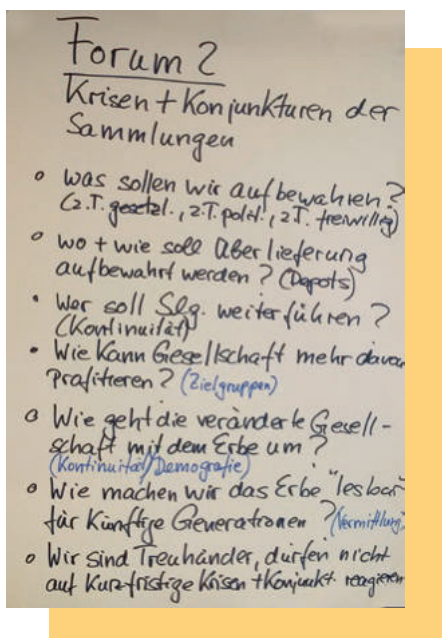 Forum 2
Krisen + Konjunkturen der
Sammlungen
o was sollen wir aufbewahren?
(z.T. gesetzl., z.T. polit., z.T. freiwillig)
o wo + wie soll Überlieferung
aufbewahrt werden? (Depots)
• Wer soll Slg. weiterführen?
(Kontinuität)
• Wie kann Gesellschaft mehr davon
profitieren? (Zielgruppen)
o Wie geht die veränderte Gesell-
schaft mit dem Erbe um?
(Kontinuität/Demografie)
o Wie machen wir das Erbe "lesbar"
für künftige Generationen? (Vermittlung)
o Wir sind Treuhänder, dürfen nicht
auf kurzfristige Krisen + Konjunkt. reagieren